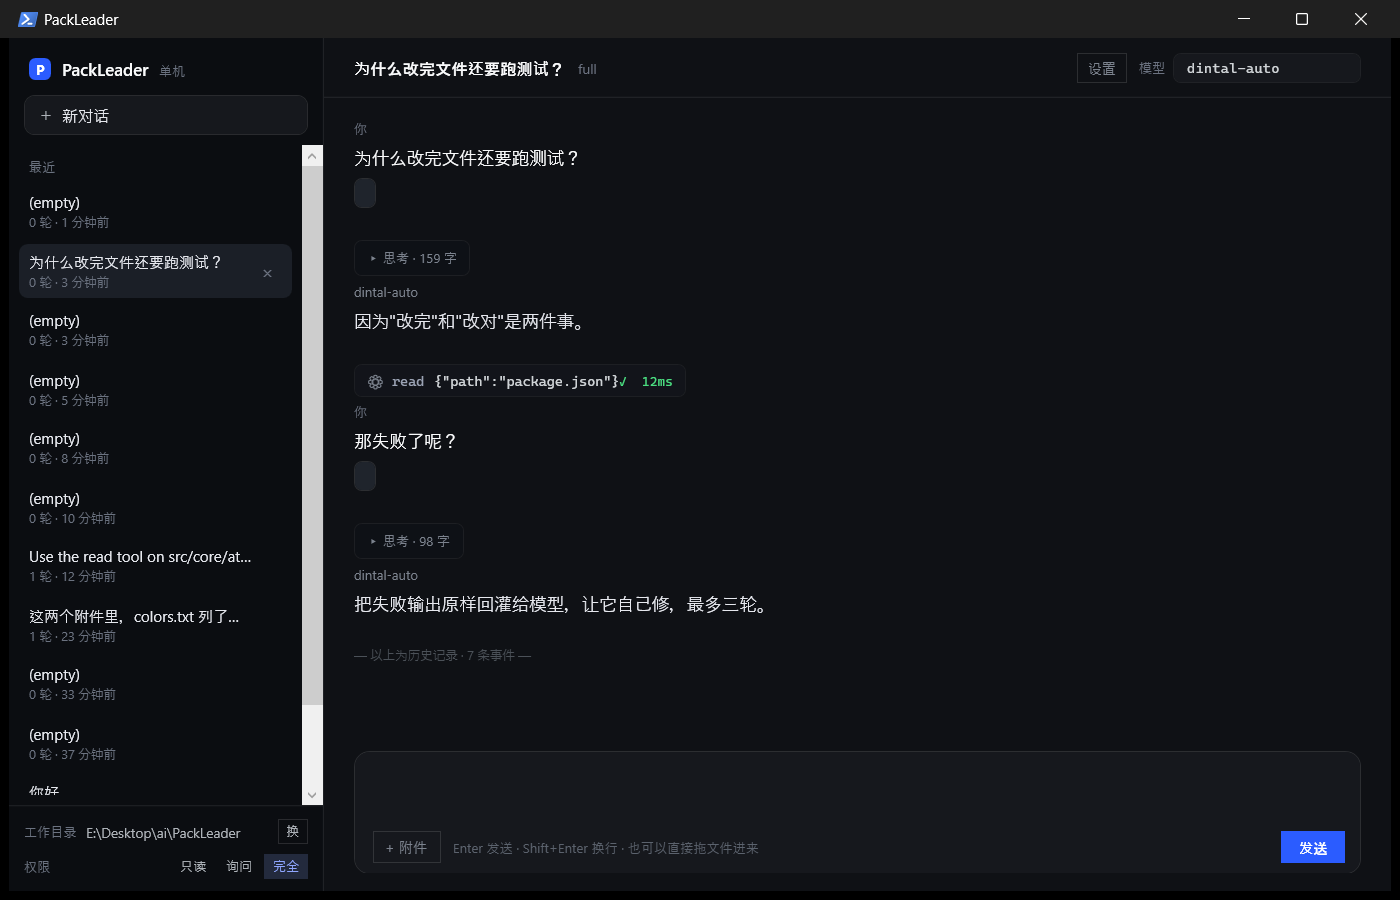 PackLeader
P PackLeader 单机
+ 新对话
最近
(empty)
0 轮 · 1 分钟前
为什么改完文件还要跑测试？
0 轮 · 3 分钟前
×
(empty)
0 轮 · 3 分钟前
(empty)
0 轮 · 5 分钟前
(empty)
0 轮 · 8 分钟前
(empty)
0 轮 · 10 分钟前
Use the read tool on src/core/at...
1 轮 · 12 分钟前
这两个附件里，colors.txt 列了...
1 轮 · 23 分钟前
(empty)
0 轮 · 33 分钟前
(empty)
0 轮 · 37 分钟前
你好
工作目录 E:\Desktop\ai\PackLeader 换
权限 只读 询问 完全
为什么改完文件还要跑测试？ full
设置 模型 dintal-auto
你
为什么改完文件还要跑测试？
▸ 思考 · 159 字
dintal-auto
因为"改完"和"改对"是两件事。
read {"path":"package.json"}✓ 12ms
你
那失败了呢？
▸ 思考 · 98 字
dintal-auto
把失败输出原样回灌给模型，让它自己修，最多三轮。
— 以上为历史记录 · 7 条事件 —
+ 附件 Enter 发送 · Shift+Enter 换行 · 也可以直接拖文件进来
发送